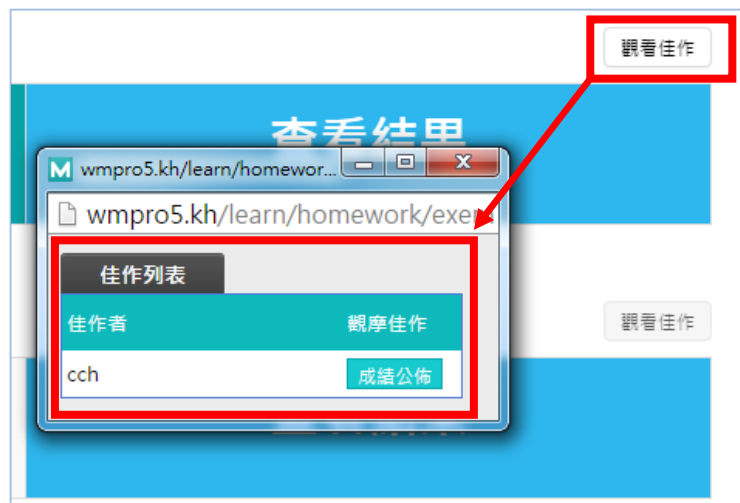 觀看佳作
查看結果
wmpro5.kh/learn/homewor...
wmpro5.kh/learn/homework/exe
佳作列表
佳作者 觀摩佳作
cch 成績公佈
觀看佳作